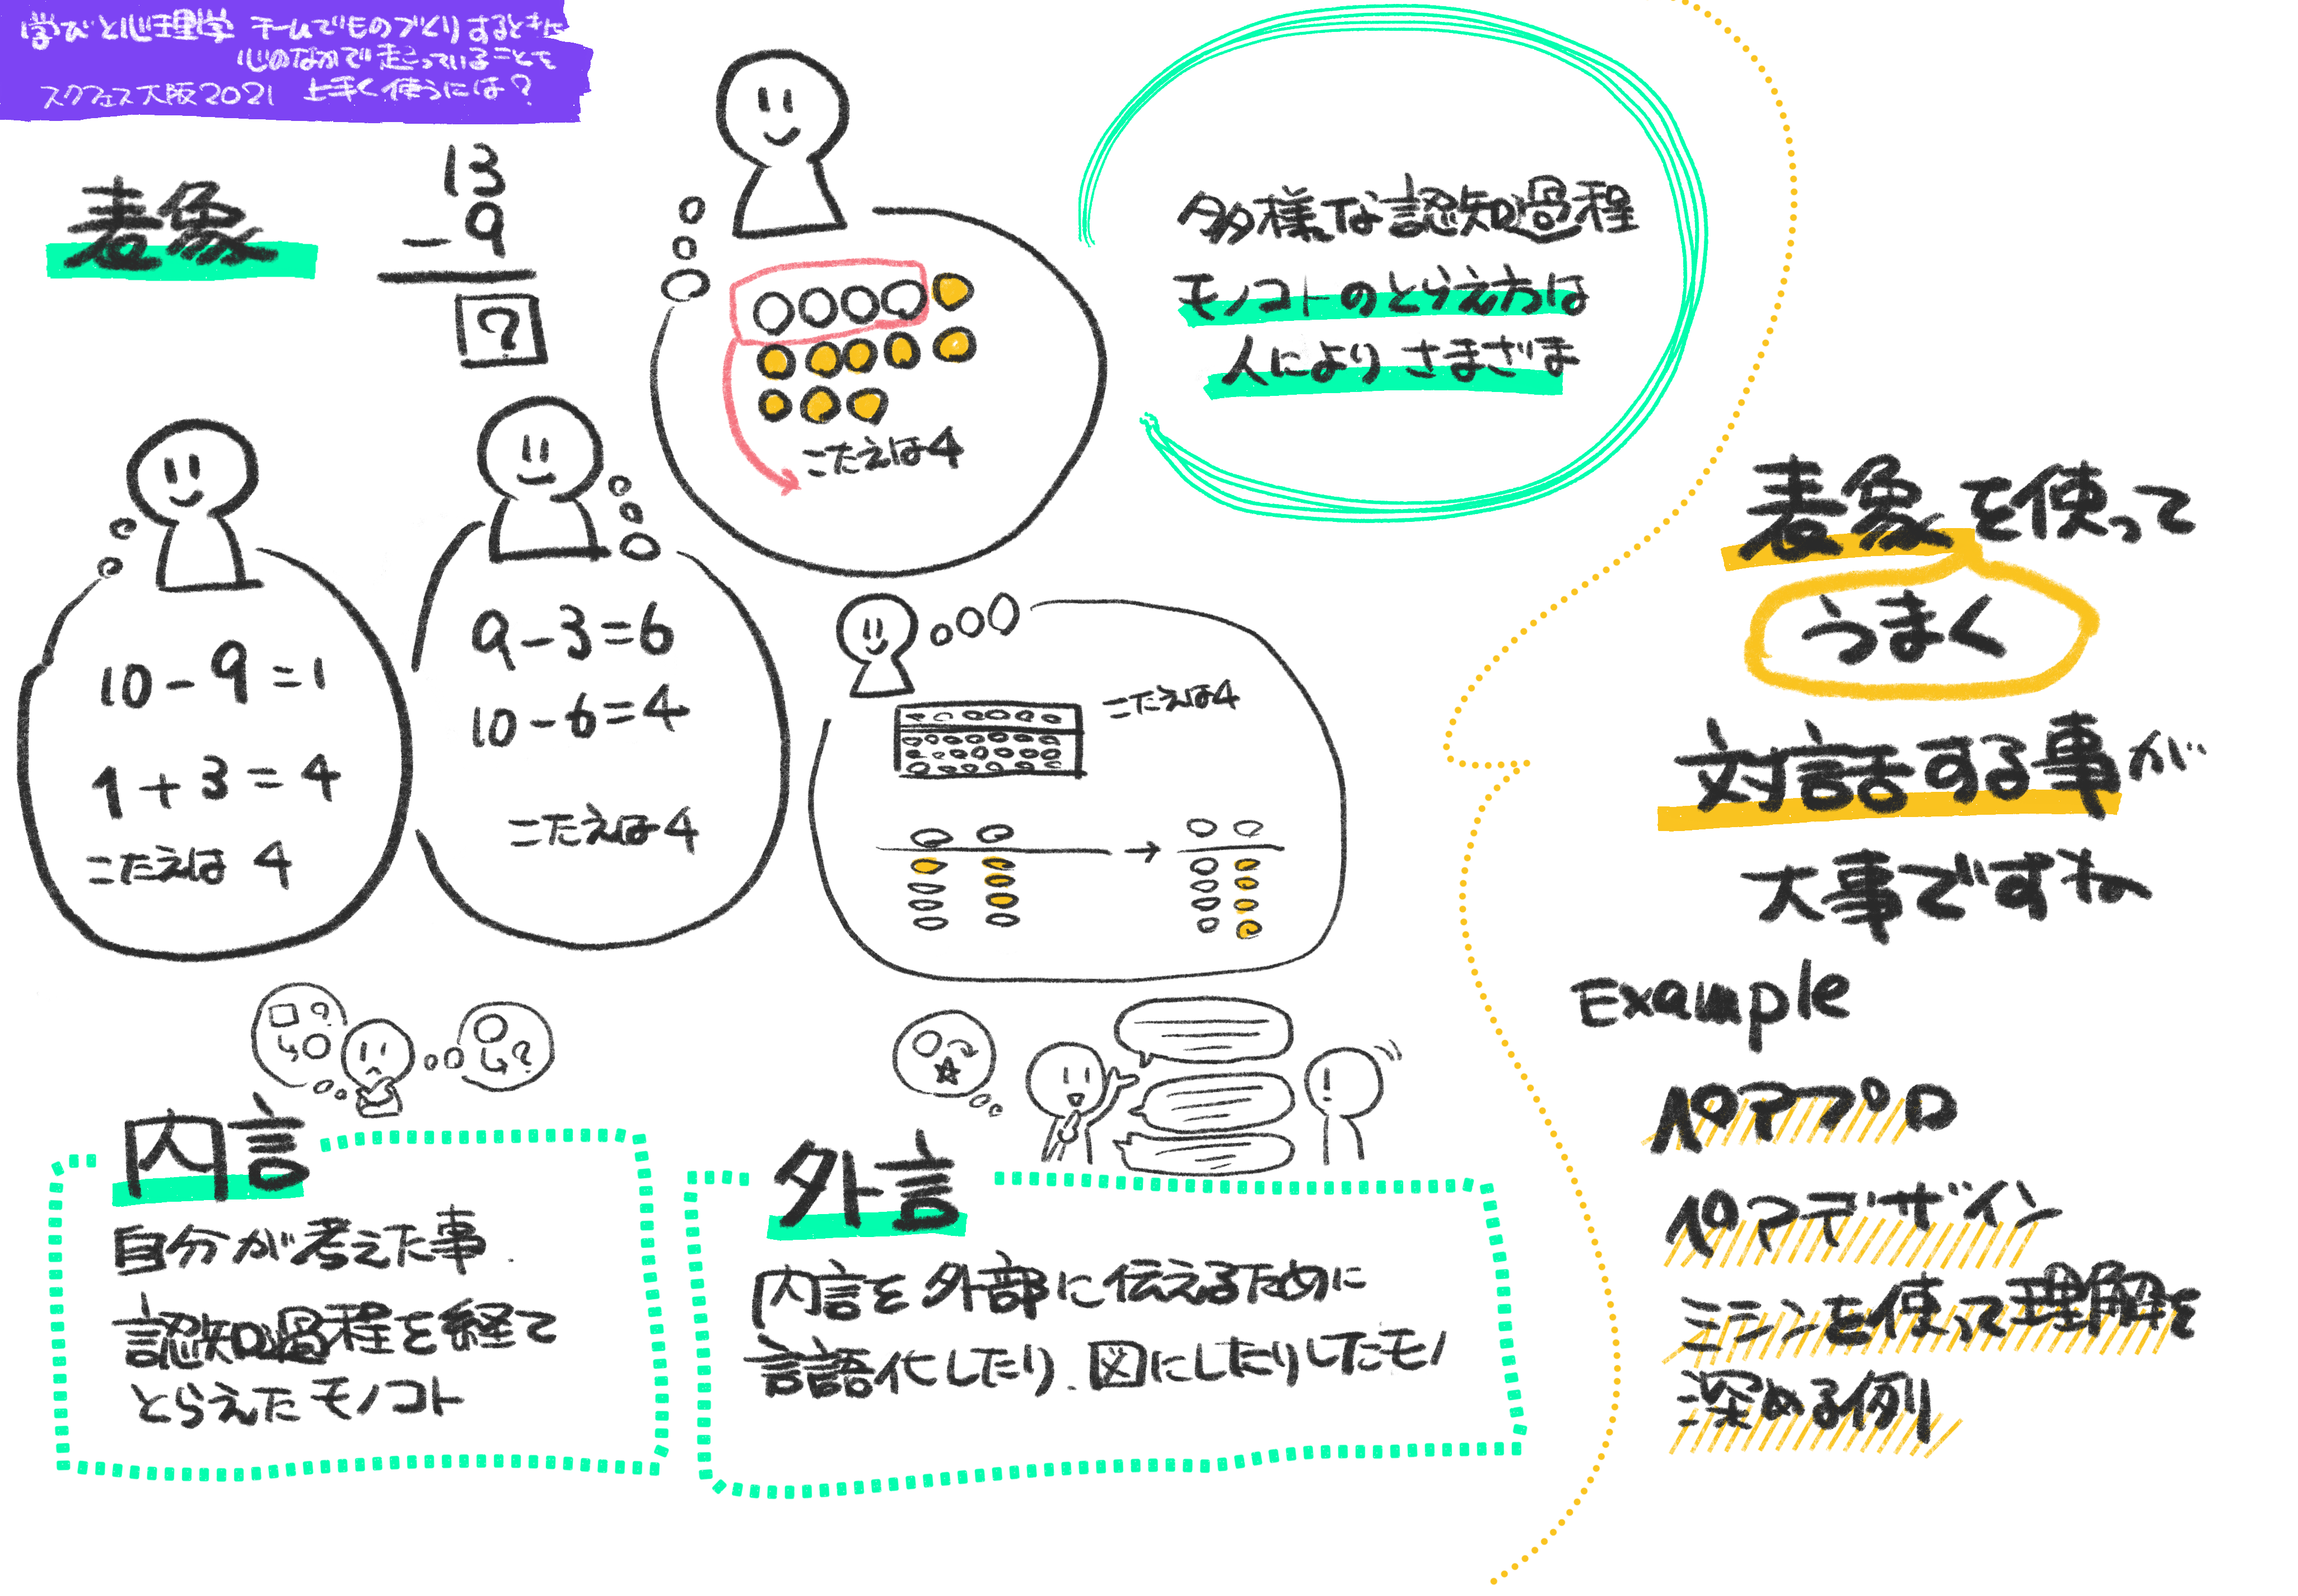 学びと心理学 チームでものづくりするときに
心のなかで起こっていることを
スクフェス大阪2021 上手く使うには?
表象
13
-9
?
こたえは4
多様な認知過程
モノコトのとらえ方は
人によりさまざま
10-9=1
1+3=4
こたえは4
9-3=6
10-6=4
こたえは4
こたえは4
内言
自分が考えた事
認知過程を経て
とらえたモノコト
外言
内言を外部に伝えるために
言語化したり、図にしたりしたモノ
表象を使って
うまく
対話する事が
大事ですね
Example
ペアプロ
ペアデザイン
ミシンを使って理解を
深める例